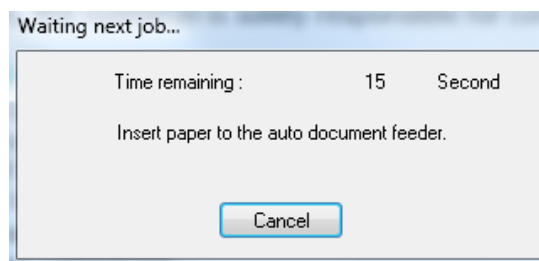 Waiting next job...
Time remaining : 15 Second
Insert paper to the auto document feeder.
Cancel